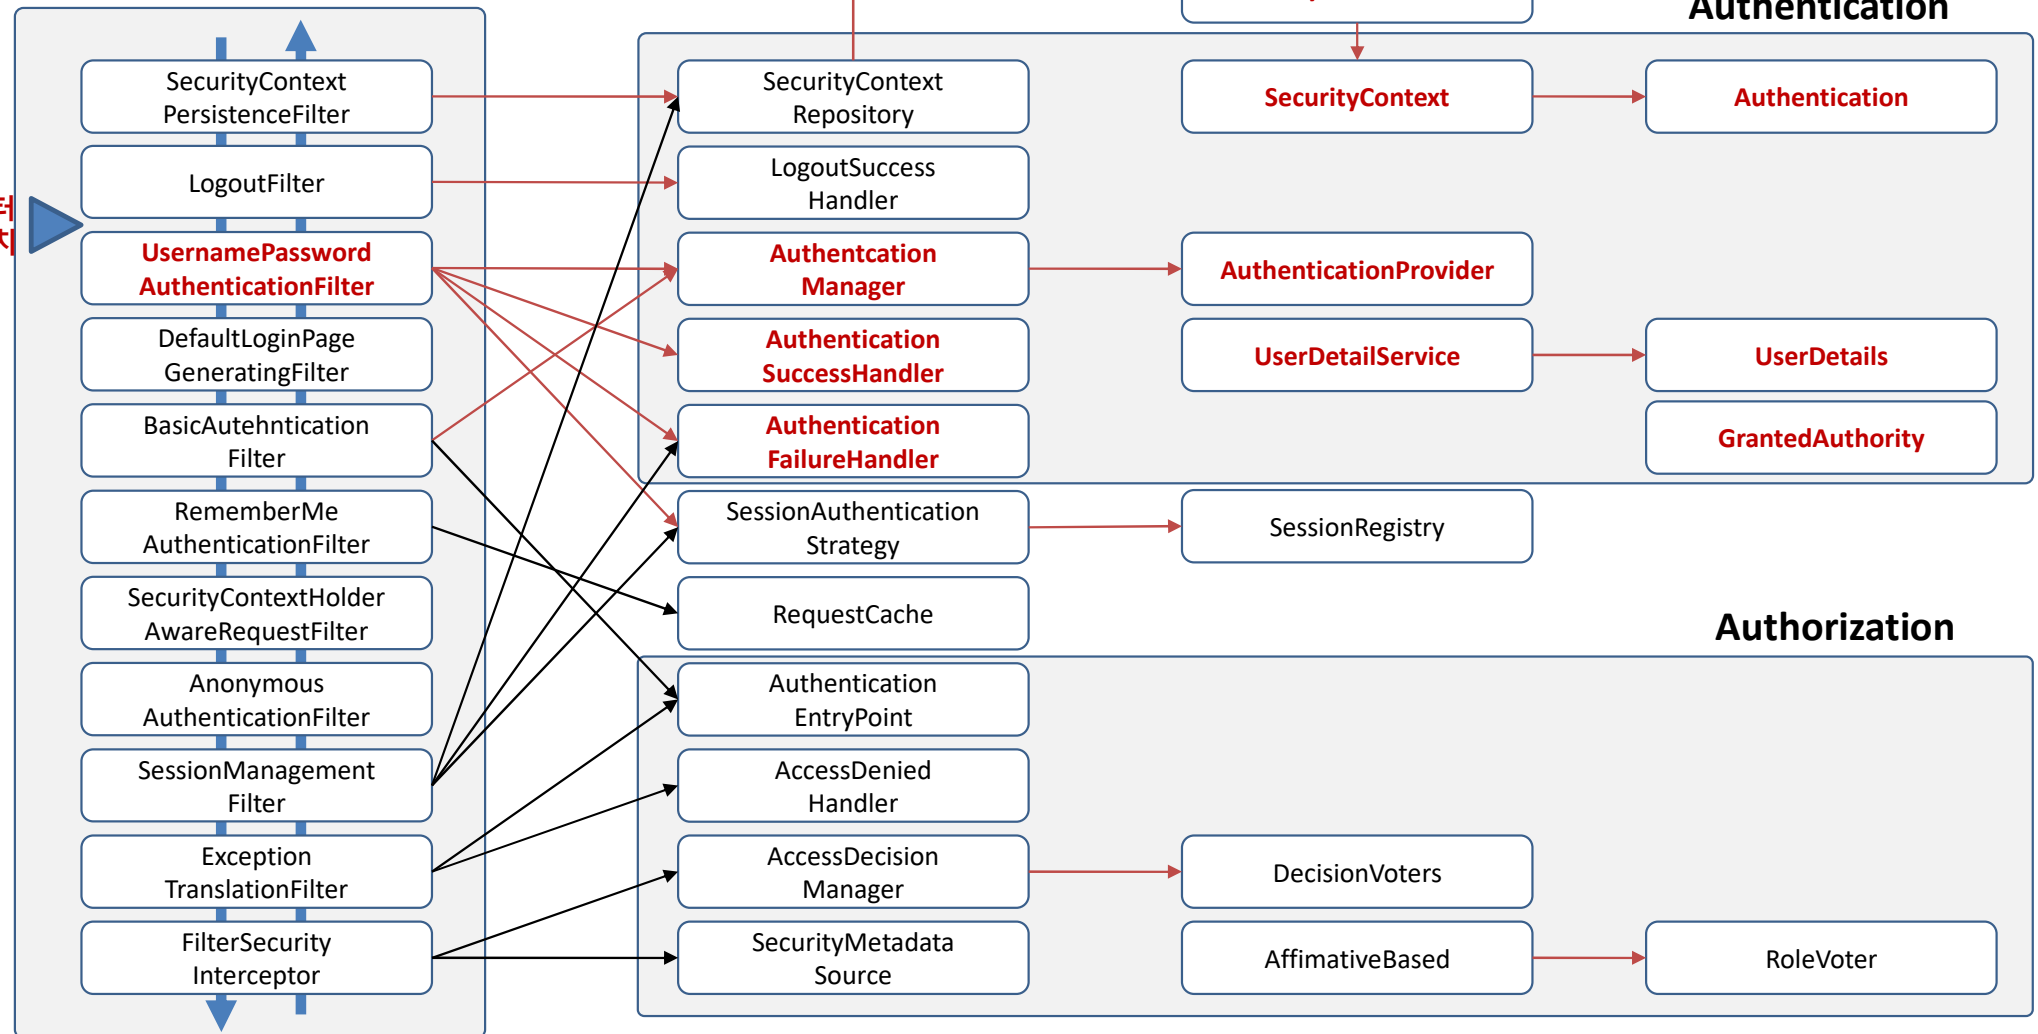 Authentication
SecurityContext
PersistenceFilter
LogoutFilter
UsernamePassword
AuthenticationFilter
DefaultLoginPage
GeneratingFilter
BasicAutehntication
Filter
RememberMe
AuthenticationFilter
SecurityContextHolder
AwareRequestFilter
Anonymous
AuthenticationFilter
SessionManagement
Filter
Exception
TranslationFilter
FilterSecurity
Interceptor
SecurityContext
Repository
LogoutSuccess
Handler
Authentcation
Manager
Authentication
SuccessHandler
Authentication
FailureHandler
SessionAuthentication
Strategy
RequestCache
Authentication
EntryPoint
AccessDenied
Handler
AccessDecision
Manager
SecurityMetadata
Source
SecurityContext
Authentication
AuthenticationProvider
UserDetailService
UserDetails
GrantedAuthority
SessionRegistry
Authorization
DecisionVoters
AffimativeBased
RoleVoter